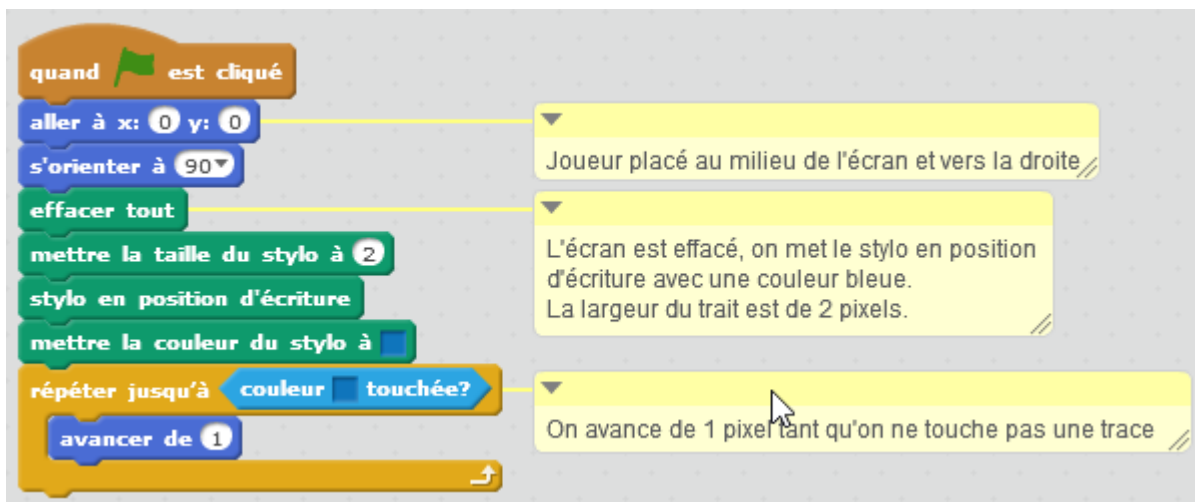 quand est cliqué
aller à x: 0 y: 0
s'orienter à 90
effacer tout
mettre la taille du stylo à 2
stylo en position d'écriture
mettre la couleur du stylo à
répéter jusqu'à couleur touchée?
avancer de 1
Joueur placé au milieu de l'écran et vers la droite
L'écran est effacé, on met le stylo en position
d'écriture avec une couleur bleue.
La largeur du trait est de 2 pixels.
On avance de 1 pixel tant qu'on ne touche pas une trace